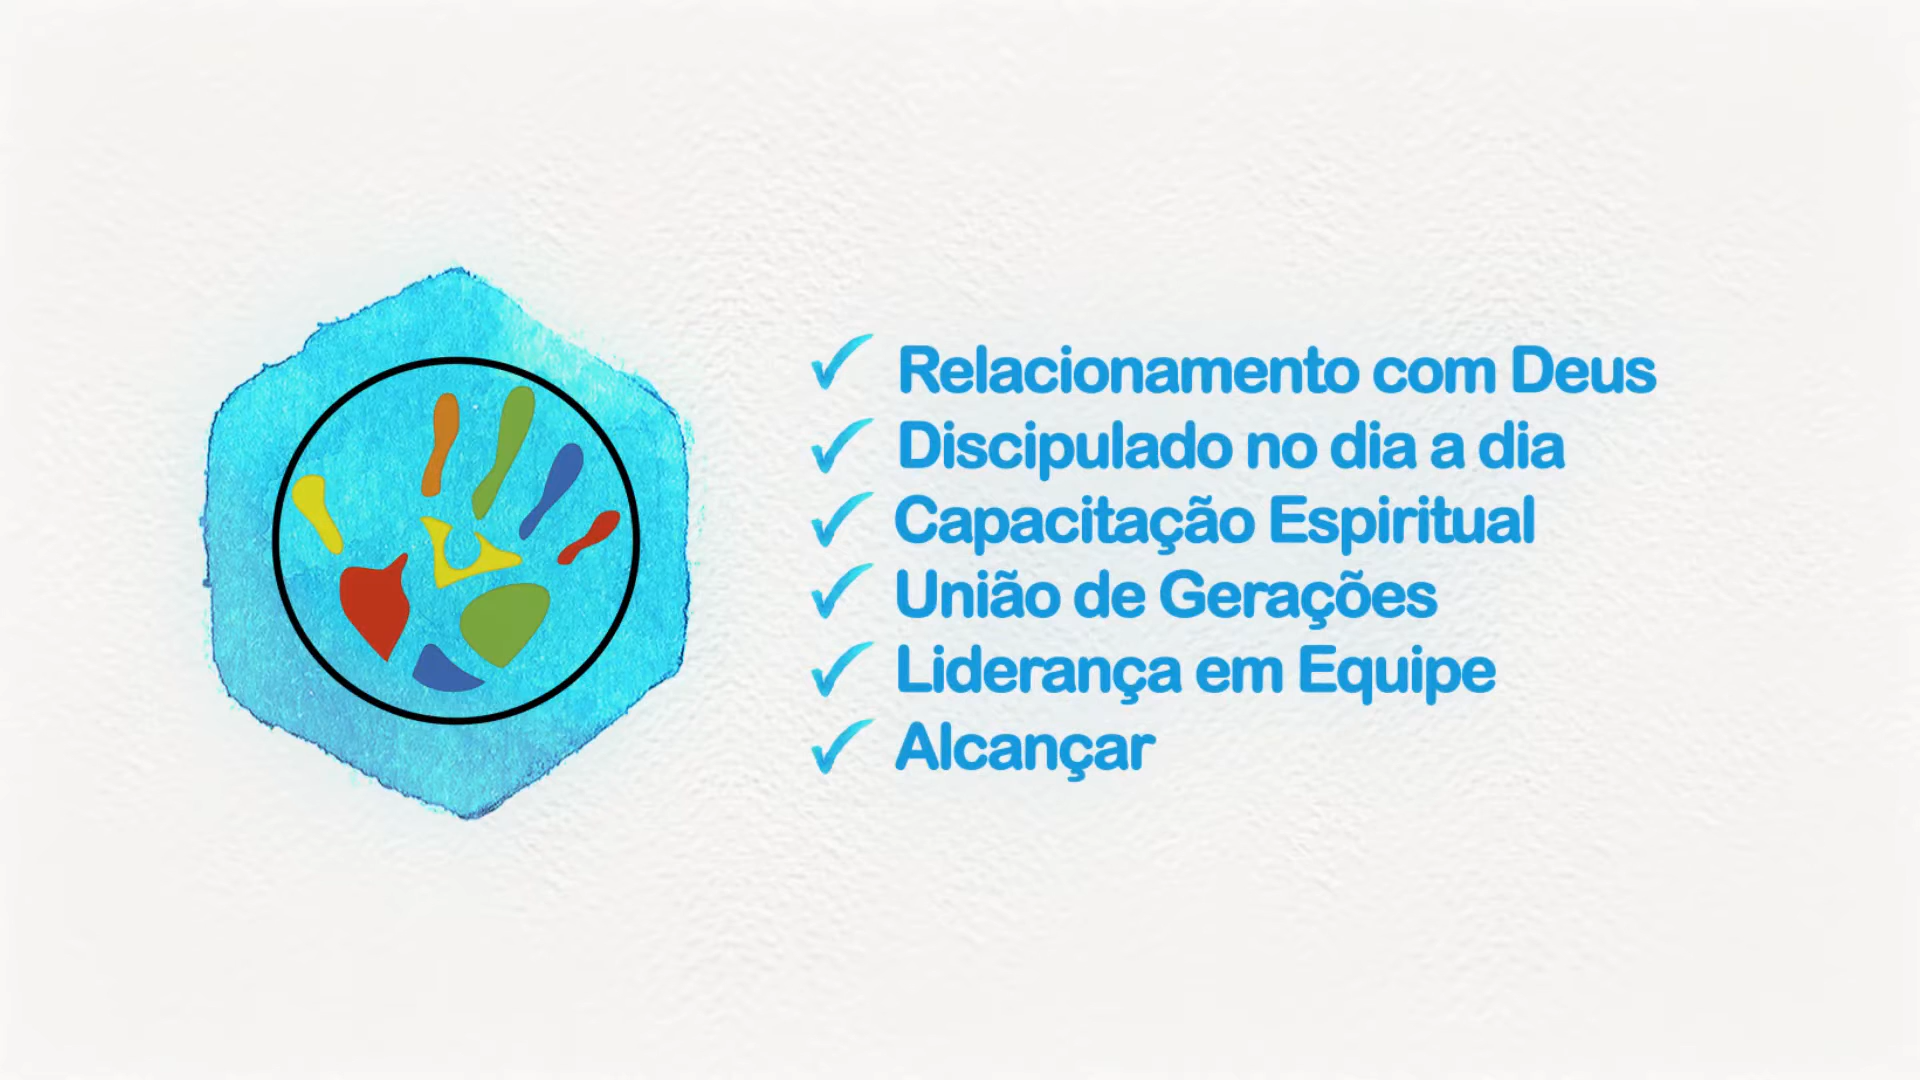 Relacionamento com Deus
Discipulado no dia a dia
Capacitação Espiritual
União de Gerações
Liderança em Equipe
Alcançar